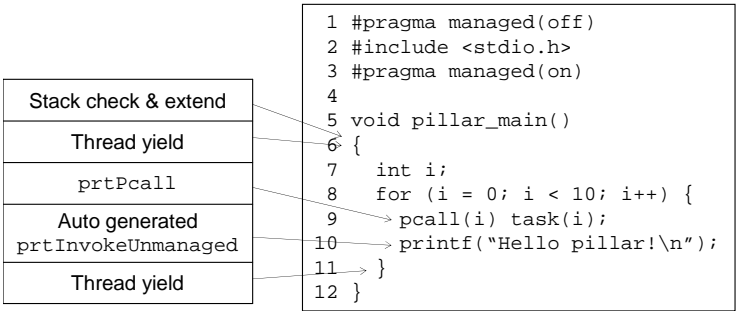 Stack check & extend
Thread yield
prtPcall
Auto generated
prtInvokeUnmanaged
Thread yield
1 #pragma managed(off)
2 #include <stdio.h>
3 #pragma managed(on)
4
5 void pillar_main()
6 {
7   int i;
8   for (i = 0; i < 10; i++) {
9     pcall(i) task(i);
10     printf(“Hello pillar!\n”);
11   }
12 }